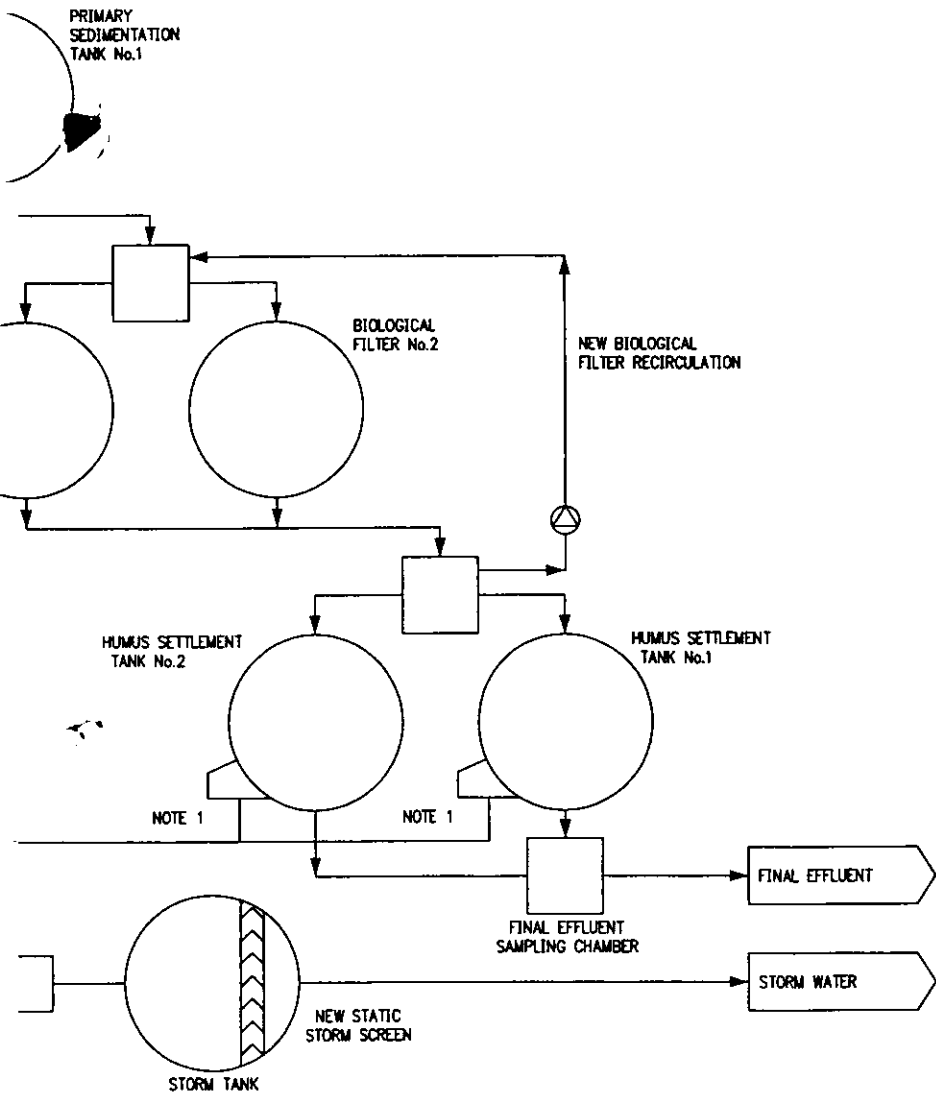 PRIMARY
SEDIMENTATION
TANK No.1
BIOLOGICAL
FILTER No.2
NEW BIOLOGICAL
FILTER RECIRCULATION
HUMUS SETTLEMENT
TANK No.2
HUMUS SETTLEMENT
TANK No.1
NOTE 1
NOTE 1
FINAL EFFLUENT
FINAL EFFLUENT
SAMPLING CHAMBER
STORM WATER
NEW STATIC
STORM SCREEN
STORM TANK